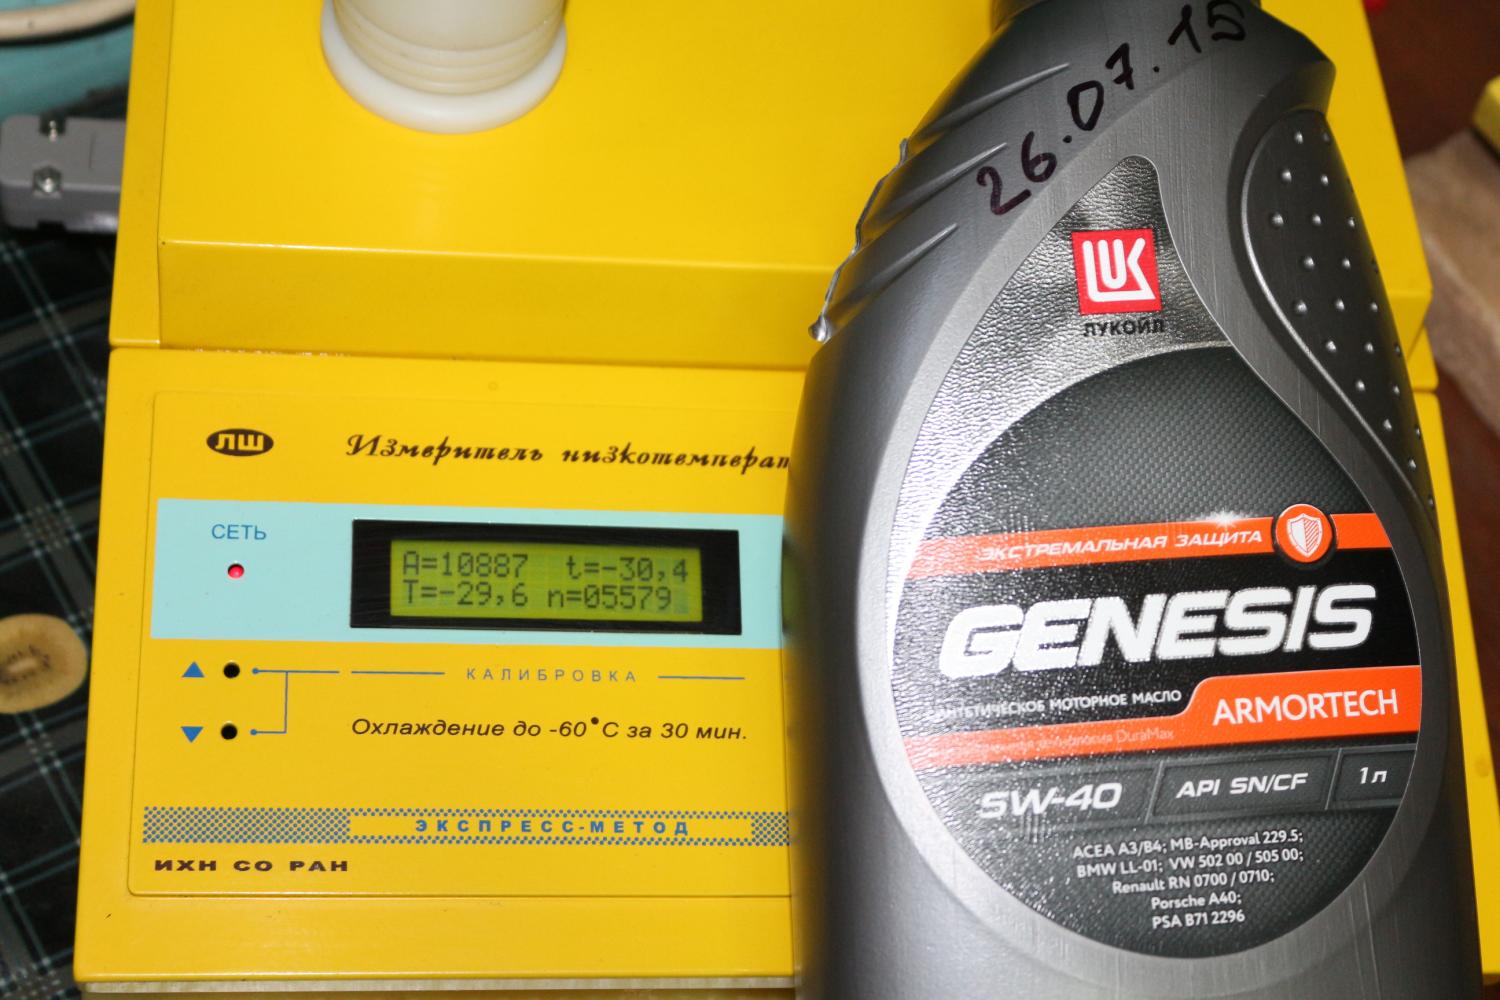 26.07.15
LUK
ЛУКОЙЛ
ЛШ
Измеритель
СЕТЬ
A=10887 t=-30,4
T=-29,6 n=05579
КАЛИБРОВКА
Охлаждение до -60°С за 30 мин.
ЭКСПРЕСС-МЕТОД
ИХН СО РАН
ЭКСТРЕМАЛЬНАЯ ЗАЩИТА
GENESIS
МОТОРНОЕ МАСЛО
ARMORTECH
DuraMax
5W-40
API SN/CF
1 л
ACEA A3/B4; MB-Approval 229.5;
BMW LL-01; VW 502 00 / 505 00;
Renault RN 0700 / 0710;
Porsche A40;
PSA B71 2296